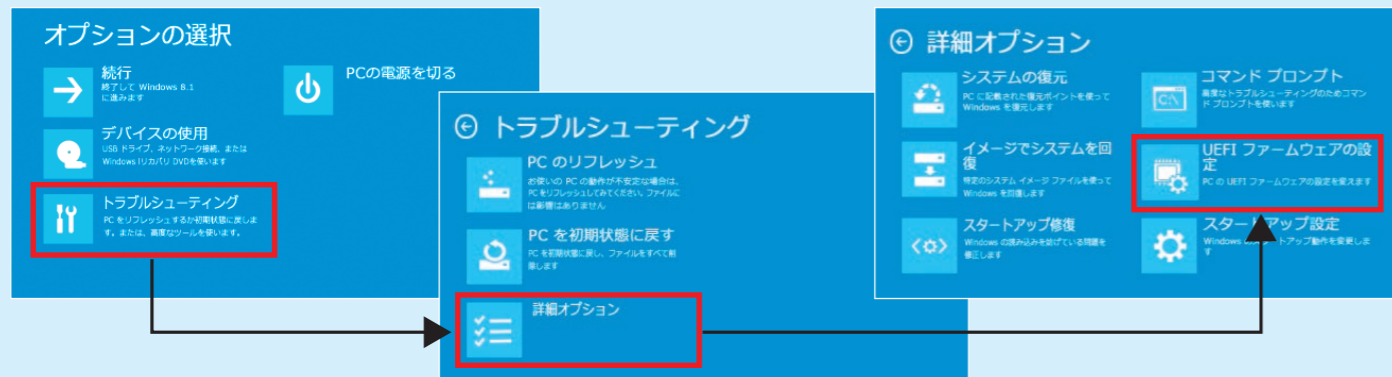 オプションの選択
続行
終了して Windows 8.1
に進みます
PCの電源を切る
デバイスの使用
USB ドライブ、ネットワーク接続、または
Windows リカバリ DVDを使います
トラブルシューティング
PC をリフレッシュするか初期状態に戻しま
す。または、高度なツールを使います。
トラブルシューティング
PC のリフレッシュ
お使いの PC の動作が不安定な場合は、
PC をリフレッシュしてみてください。ファイルに
は影響はありません
PC を初期状態に戻す
PC を初期状態に戻し、ファイルをすべて削
除します
詳細オプション
詳細オプション
システムの復元
PC に記載された復元ポイントを使って
Windows を復元します
コマンド プロンプト
高度なトラブルシューティングのためコマン
ド プロンプトを使います
C:\
イメージでシステムを回
復
特定のシステム イメージ ファイルを使って
Windows を回復します
UEFI ファームウェアの設
定
PC の UEFI ファームウェアの設定を変えます
スタートアップ修復
Windows の読み込みを妨げている問題を
修正します
スタートアップ設定
Windows のスタートアップ動作を変更しま
す